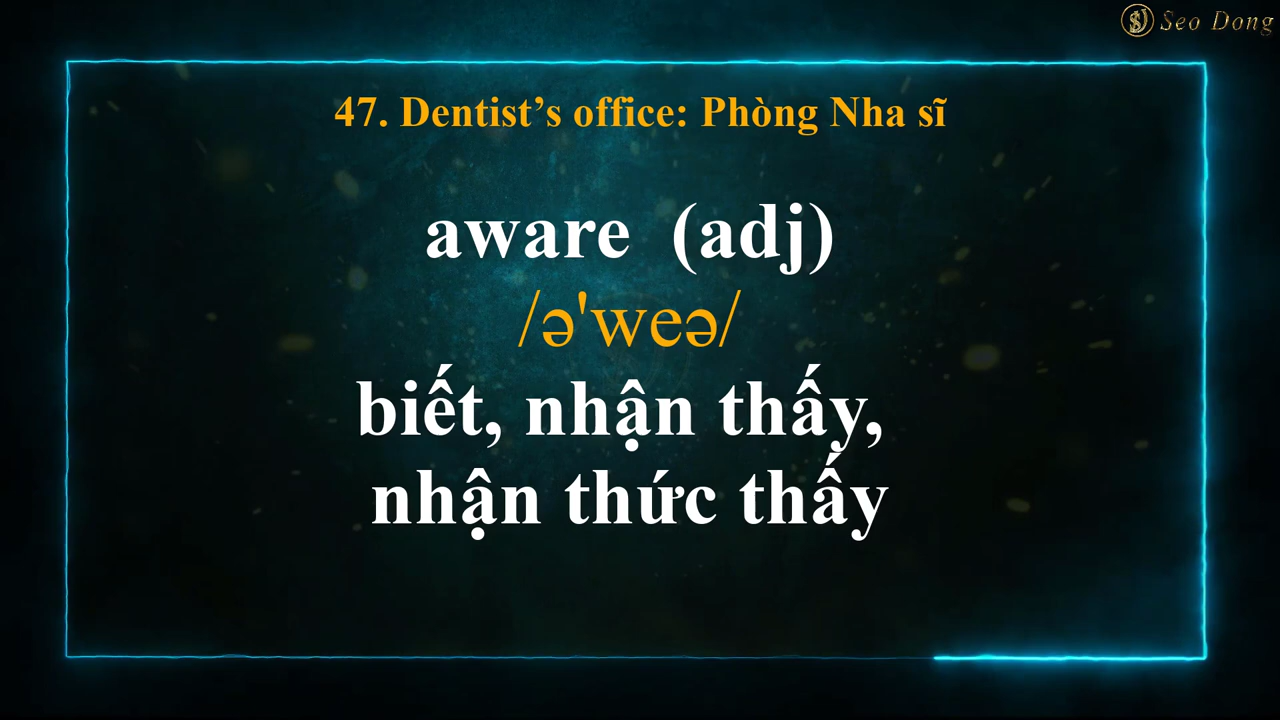 Seo Dong
47. Dentist’s office: Phòng Nha sĩ
aware (adj)
/ə'weə/
biết, nhận thấy,
nhận thức thấy